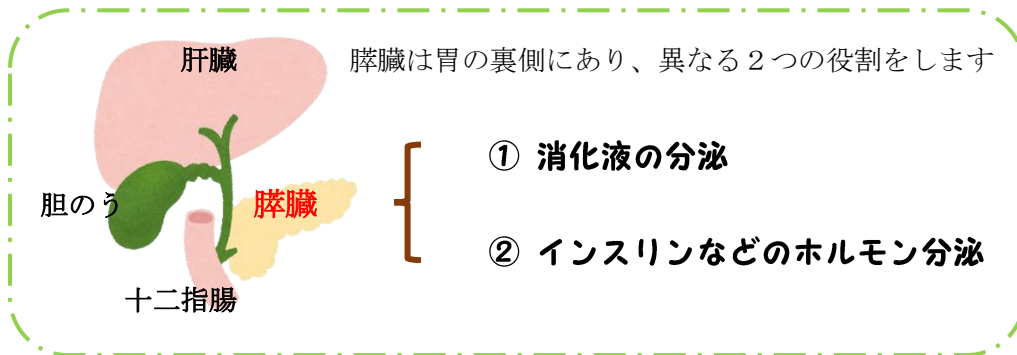 肝臓
膵臓は胃の裏側にあり、異なる２つの役割をします
① 消化液の分泌
胆のう
膵臓
② インスリンなどのホルモン分泌
十二指腸